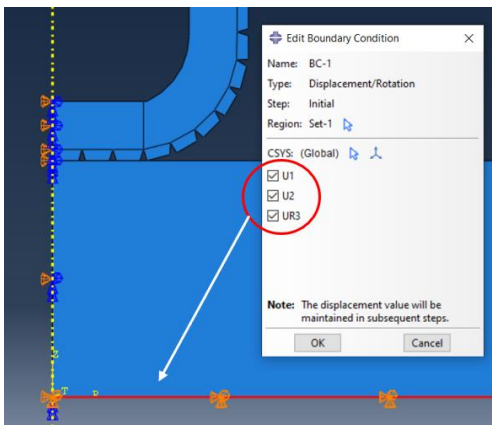 Edit Boundary Condition
Name: BC-1
Type: Displacement/Rotation
Step: Initial
Region: Set-1
CSYS: (Global)
U1
U2
UR3
Note: The displacement value will be
maintained in subsequent steps.
OK Cancel
Z
T